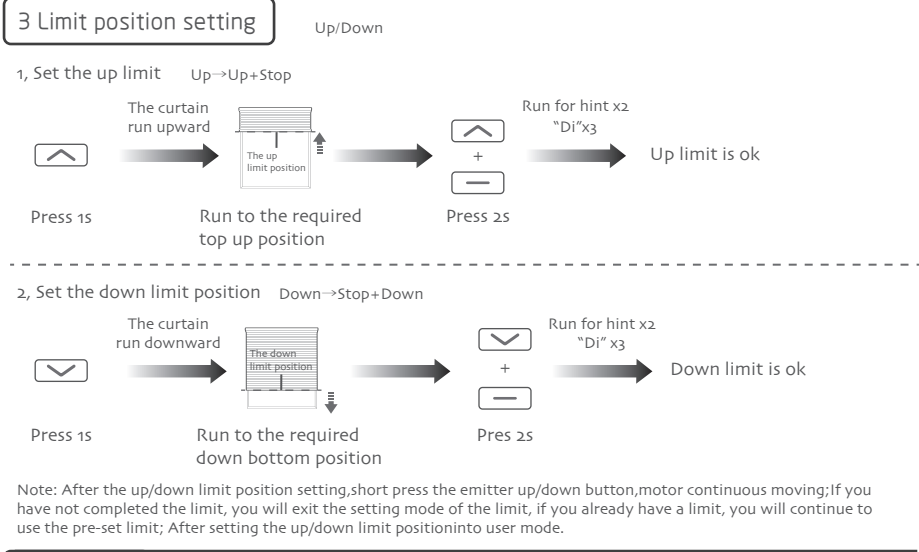 3 Limit position setting
Up/Down
1, Set the up limit
Up→Up+Stop
The curtain
run upward
The up
limit position
+
Run for hint x2
“Di”x3
Up limit is ok
Press 1s
Run to the required
top up position
Press 2s
2, Set the down limit position
Down→Stop+Down
The curtain
run downward
The down
limit position
+
Run for hint x2
“Di” x3
Down limit is ok
Press 1s
Run to the required
down bottom position
Pres 2s
Note: After the up/down limit position setting,short press the emitter up/down button,motor continuous moving;If you
have not completed the limit, you will exit the setting mode of the limit, if you already have a limit, you will continue to
use the pre-set limit; After setting the up/down limit positioninto user mode.